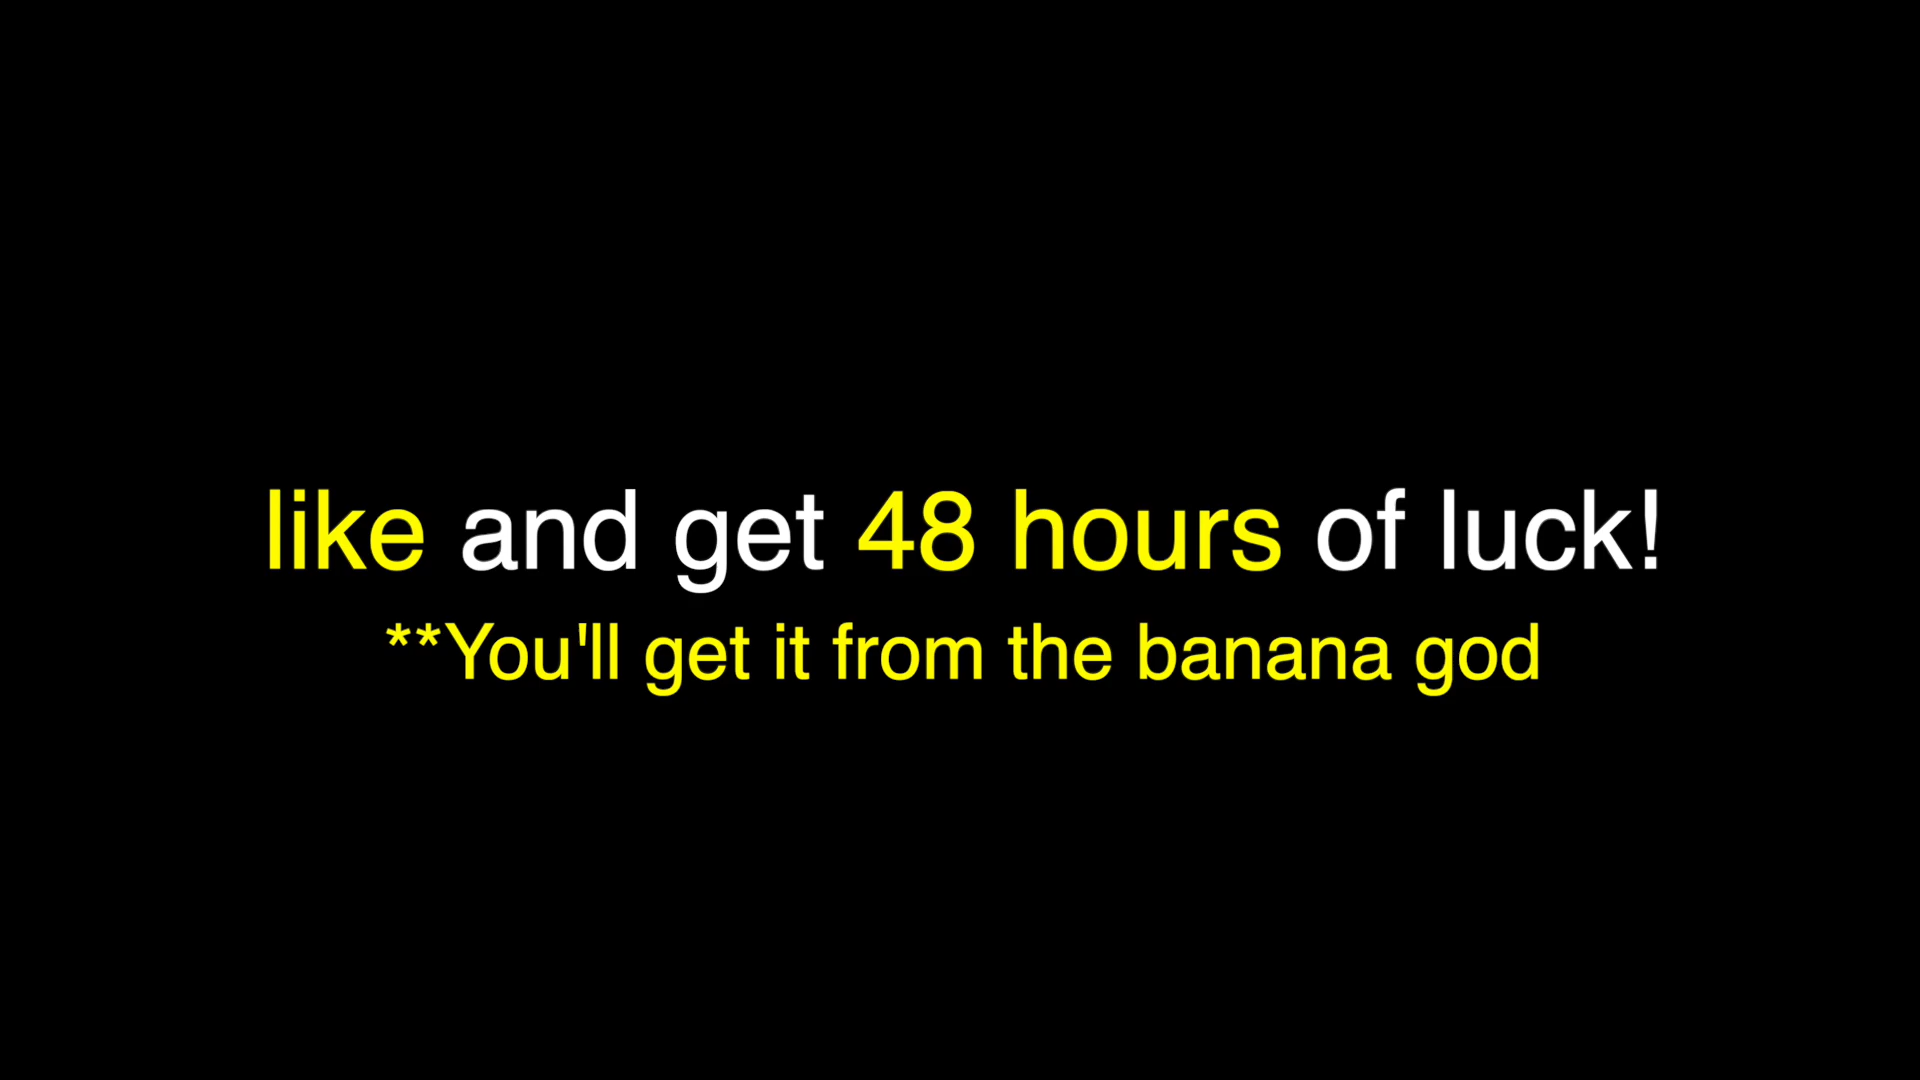 like and get 48 hours of luck!
**You'll get it from the banana god